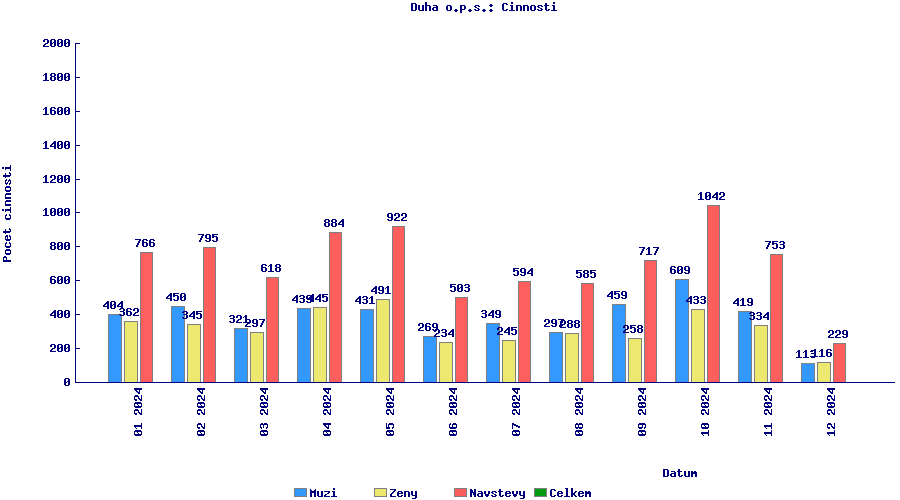 Duha o.p.s.: Cinnosti
Pocet cinnosti
2000
1800
1600
1400
1200
1000
800
600
400
200
0
404 362 766
450 345 795
321 297 618
439 445 884
431 491 922
269 234 503
349 245 594
297 288 585
459 258 717
609 433 1042
419 334 753
113 116 229
01 2024 02 2024 03 2024 04 2024 05 2024 06 2024 07 2024 08 2024 09 2024 10 2024 11 2024 12 2024
Datum
Muzi Zeny Navstevy Celkem